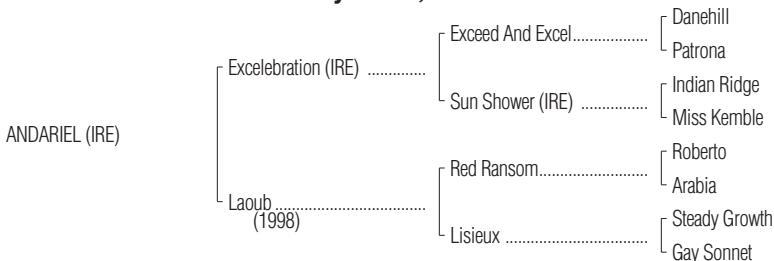 Danehill
Exceed And Excel.................
Patrona
Excelebration (IRE) .............
Indian Ridge
Sun Shower (IRE) ...............
Miss Kemble
ANDARIEL (IRE)
Roberto
Red Ransom.........................
Arabia
Laoub ..................................
(1998)
Steady Growth
Lisieux .................................
Gay Sonnet